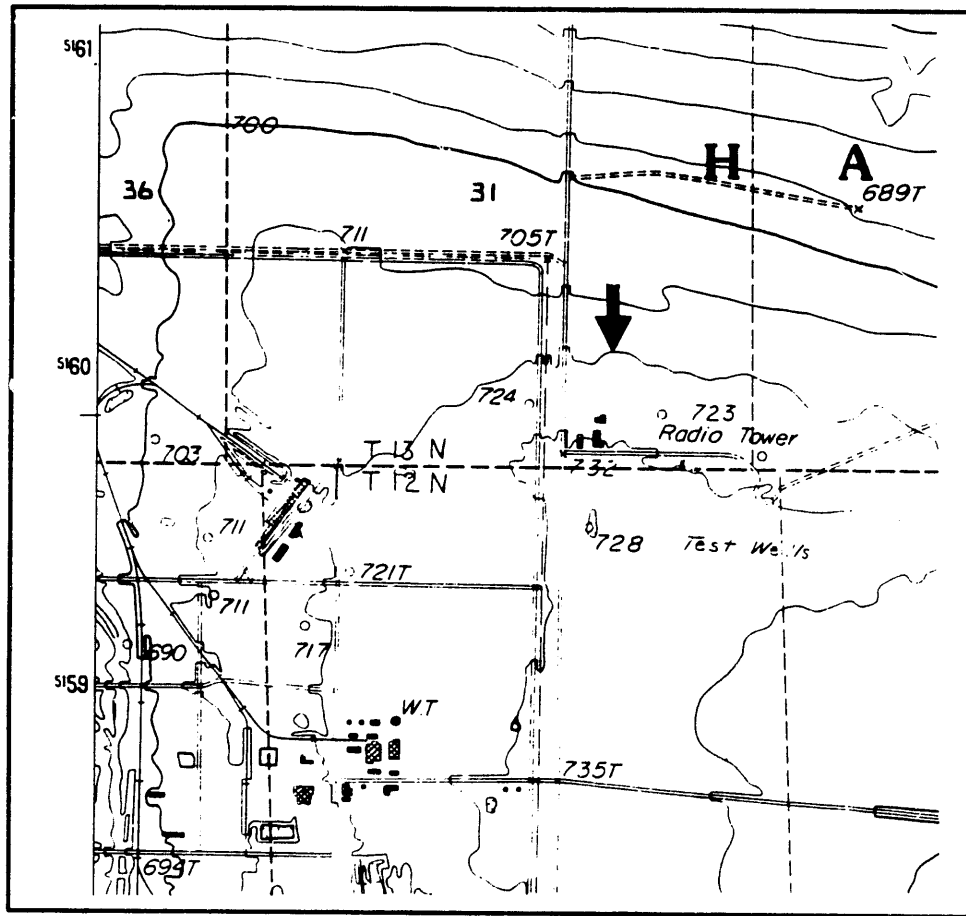 5161
700
H A
36 31 689T
711 705T
5160
724 723
Radio Tower
703 T 13 N
T 12 N 732
711 728 Test Wells
721T
711
717
690
5159
W.T
735T
694T